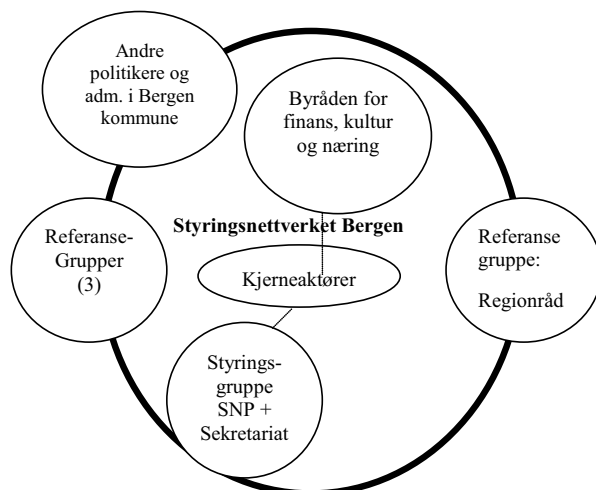 Andre
politikere og
adm. i Bergen
kommune
Byråden for
finans, kultur
og næring
Styringsnettverket Bergen
Referanse-
Grupper
(3)
Kjerneaktører
Referanse
gruppe:
Regionråd
Styrings-
gruppe
SNP +
Sekretariat